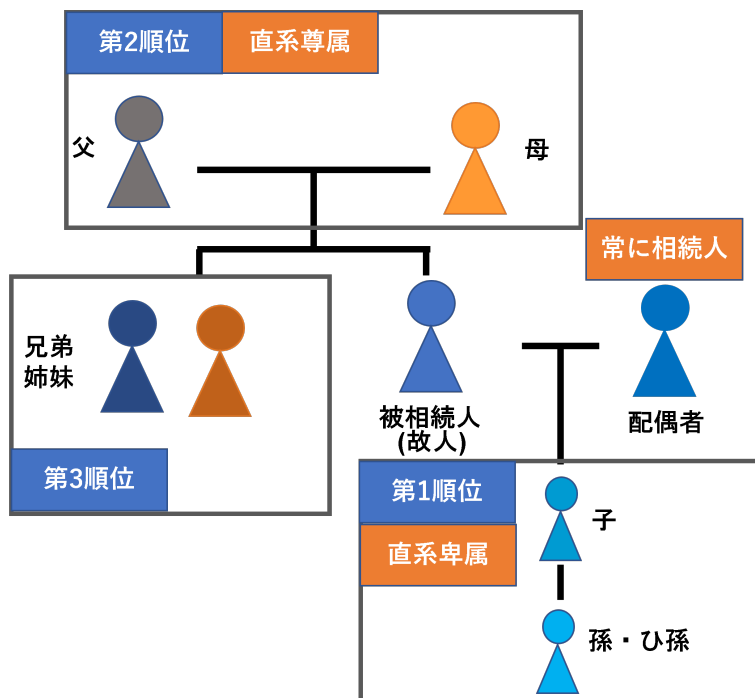 第2順位
直系尊属
父
母
常に相続人
兄弟
姉妹
被相続人
(故人)
配偶者
第3順位
第1順位
子
直系卑属
孫・ひ孫